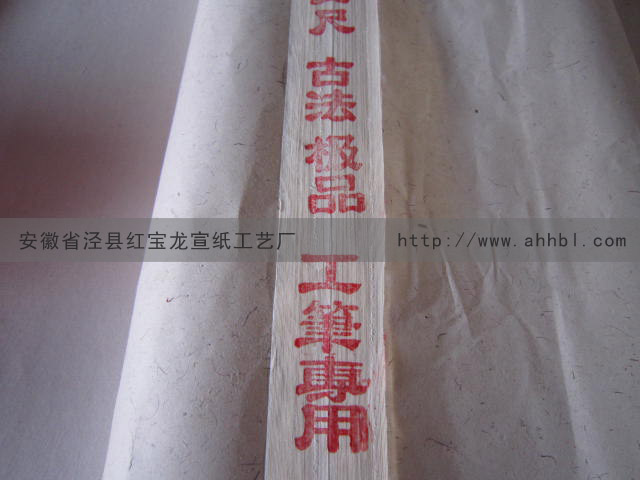 尺 古法 极品 工筆專用
安徽省泾县红宝龙宣纸工艺厂 http://www.ahhbl.com